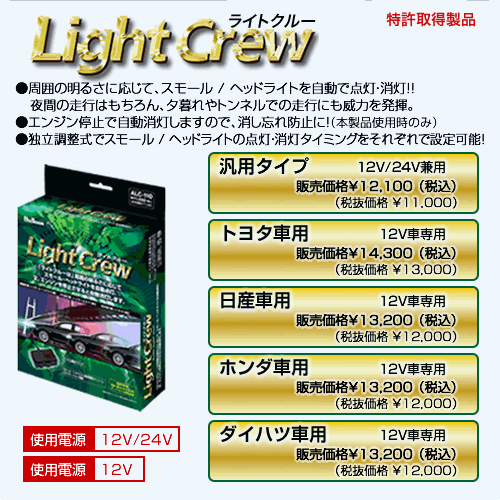 ライトクルー
Light Crew
特許取得製品
●周囲の明るさに応じて、スモール / ヘッドライトを自動で点灯・消灯!!
夜間の走行はもちろん、夕暮れやトンネルでの走行にも威力を発揮。
●エンジン停止で自動消灯しますので、消し忘れ防止に!(本製品使用時のみ)
●独立調整式でスモール / ヘッドライトの点灯・消灯タイミングをそれぞれで設定可能!
汎用タイプ 12V/24V兼用
販売価格¥12,100（税込）
(税抜価格 ¥11,000)
トヨタ車用 12V車専用
販売価格¥14,300（税込）
(税抜価格 ¥13,000)
日産車用 12V車専用
販売価格¥13,200（税込）
(税抜価格 ¥12,000)
ホンダ車用 12V車専用
販売価格¥13,200（税込）
(税抜価格 ¥12,000)
ダイハツ車用 12V車専用
販売価格¥13,200（税込）
(税抜価格 ¥12,000)
ALC-110
Light Crew
Light Crew
使用電源 12V/24V
使用電源 12V